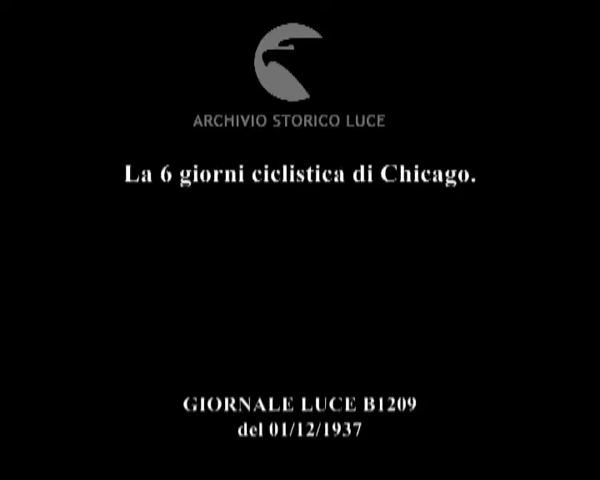 ARCHIVIO STORICO LUCE
La 6 giorni ciclistica di Chicago.
GIORNALE LUCE B1209
del 01/12/1937